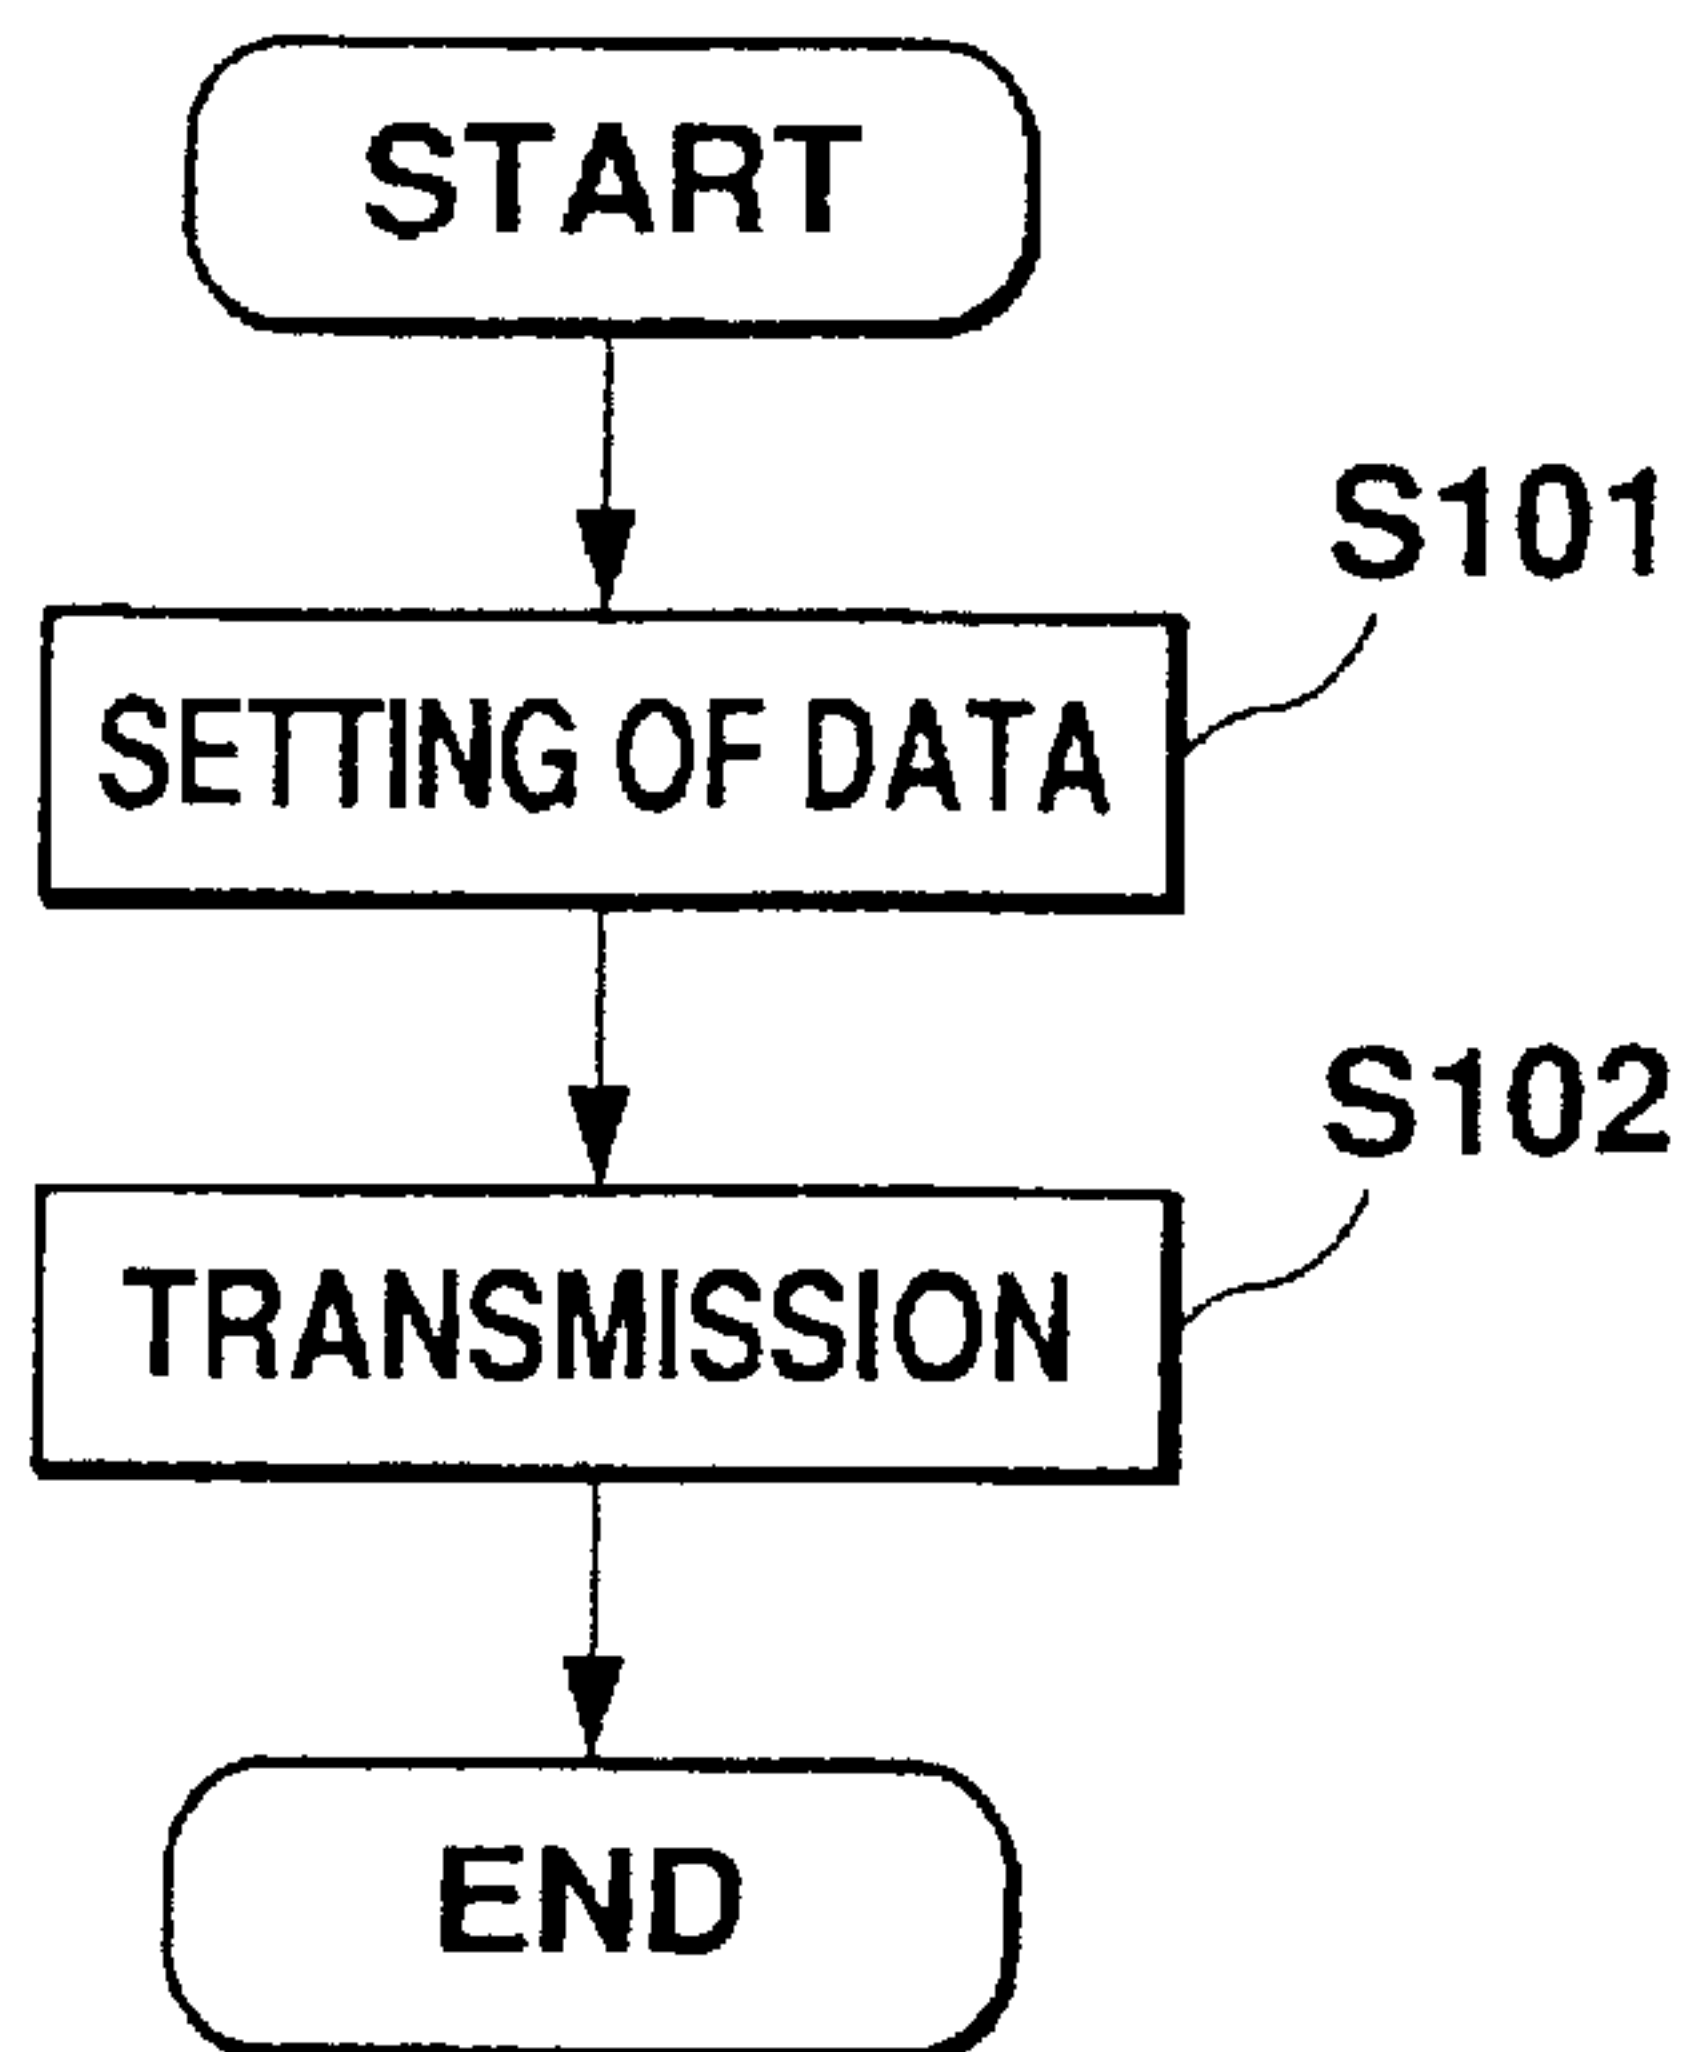 START
S101
SETTING OF DATA
S102
TRANSMISSION
END